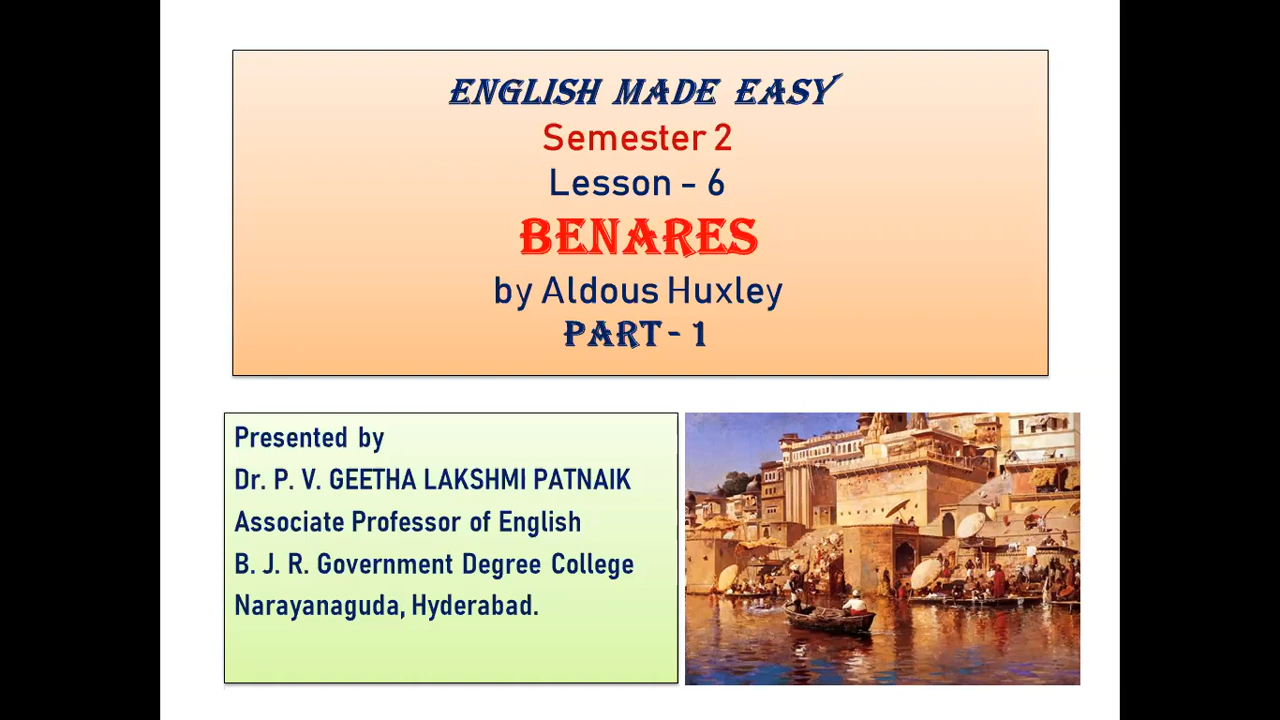 ENGLISH MADE EASY
Semester 2
Lesson - 6
BENARES
by Aldous Huxley
PART - 1
Presented by
Dr. P. V. GEETHA LAKSHMI PATNAIK
Associate Professor of English
B. J. R. Government Degree College
Narayanaguda, Hyderabad.